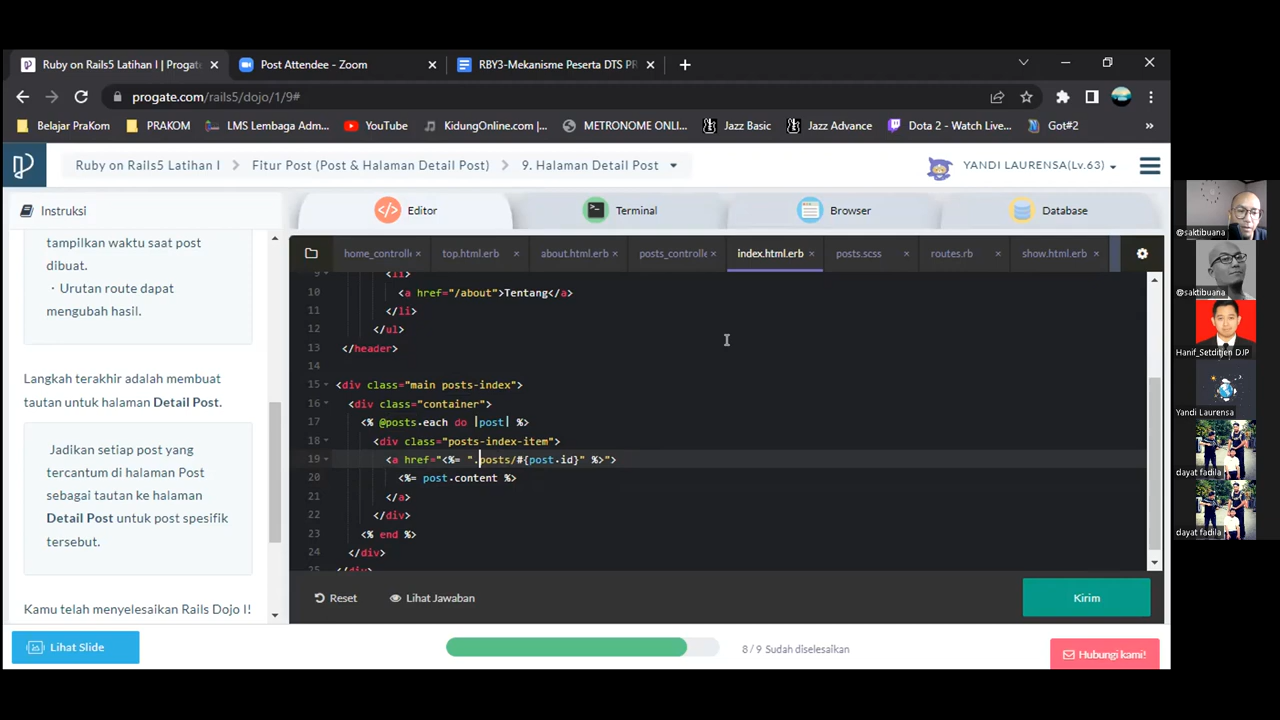 Ruby on Rails5 Latihan I | Progate
Post Attendee - Zoom
RBY3-Mekanisme Peserta DTS PR
progate.com/rails5/dojo/1/9#
Belajar PraKom
PRAKOM
LMS Lembaga Adm...
YouTube
KidungOnline.com |...
METRONOME ONLI...
Jazz Basic
Jazz Advance
Dota 2 - Watch Live...
Got#2
»
Ruby on Rails5 Latihan I
Fitur Post (Post & Halaman Detail Post)
9. Halaman Detail Post
YANDI LAURENSA(Lv.63)
Instruksi
Editor
Terminal
Browser
Database
tampilkan waktu saat post
dibuat.
・Urutan route dapat
mengubah hasil.
Langkah terakhir adalah membuat
tautan untuk halaman Detail Post.
Jadikan setiap post yang
tercantum di halaman Post
sebagai tautan ke halaman
Detail Post untuk post spesifik
tersebut.
Kamu telah menyelesaikan Rails Dojo I!
home_controlle
top.html.erb
about.html.erb
posts_controlle
index.html.erb
posts.scss
routes.rb
show.html.erb
9 <li>
10 <a href="/about">Tentang</a>
11 </li>
12 </ul>
13 </header>
14
15 <div class="main posts-index">
16 <div class="container">
17 <% @posts.each do |post| %>
18 <div class="posts-index-item">
19 <a href="<%= ".posts/#{post.id}" %>">
20 <%= post.content %>
21 </a>
22 </div>
23 <% end %>
24 </div>
25 </div>
Reset
Lihat Jawaban
Kirim
Lihat Slide
8 / 9 Sudah diselesaikan
Hubungi kami!
@saktibuana
@saktibuana
Hanif_Setditjen DJP
Yandi Laurensa
dayat fadila
dayat fadila